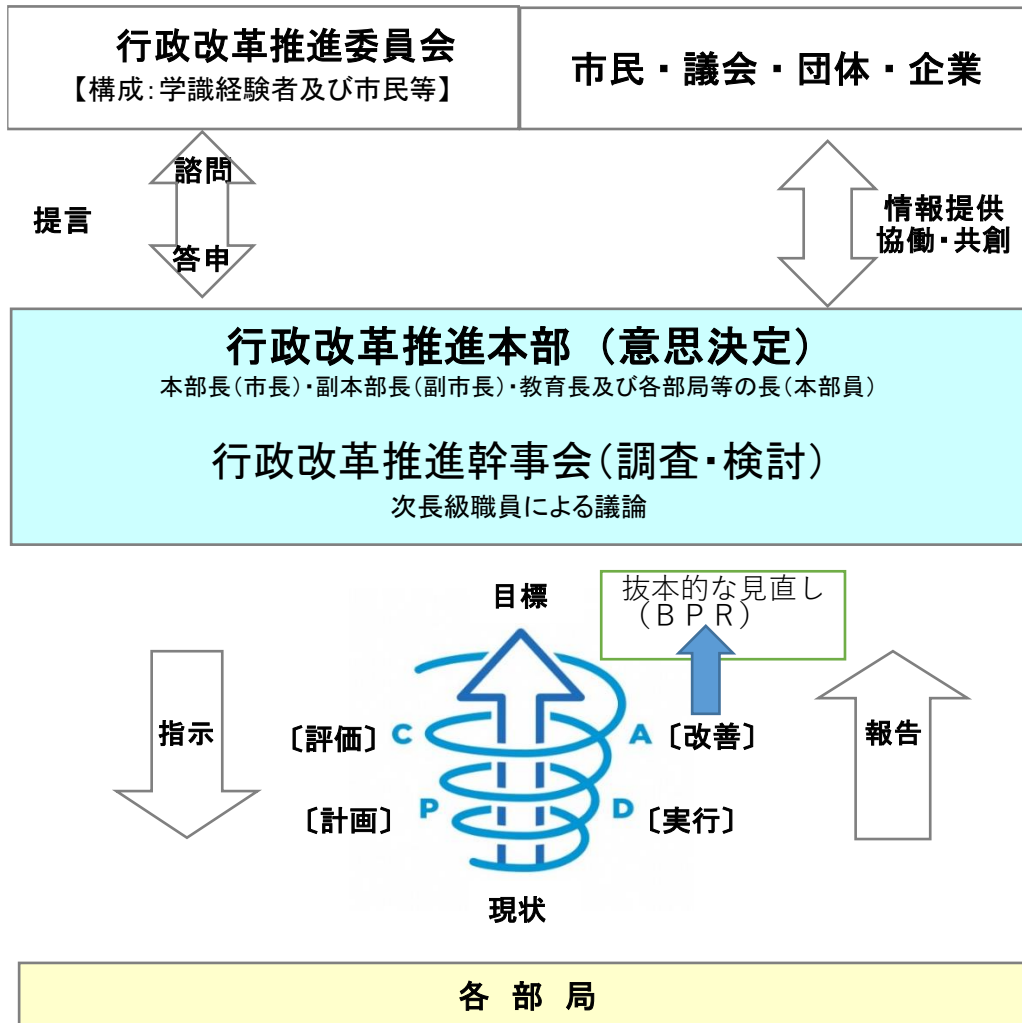 行政改革推進委員会
【構成:学識経験者及び市民等】
市民・議会・団体・企業
諮問
提言
答申
情報提供
協働・共創
行政改革推進本部 (意思決定)
本部長(市長)・副本部長(副市長)・教育長及び各部局等の長(本部員)
行政改革推進幹事会(調査・検討)
次長級職員による議論
目標
抜本的な見直し
(BPR)
指示
〔評価〕 C
A 〔改善〕
報告
〔計画〕 P
D 〔実行〕
現状
各 部 局